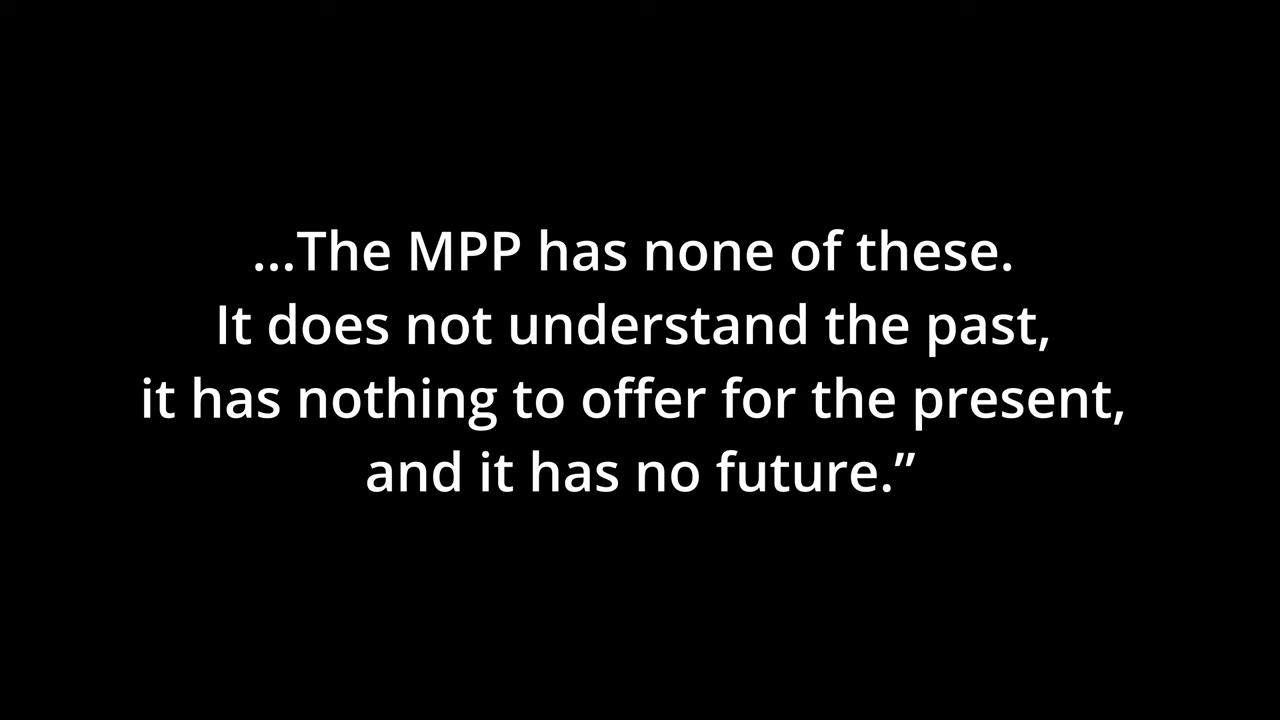 …The MPP has none of these.
It does not understand the past,
it has nothing to offer for the present,
and it has no future.”